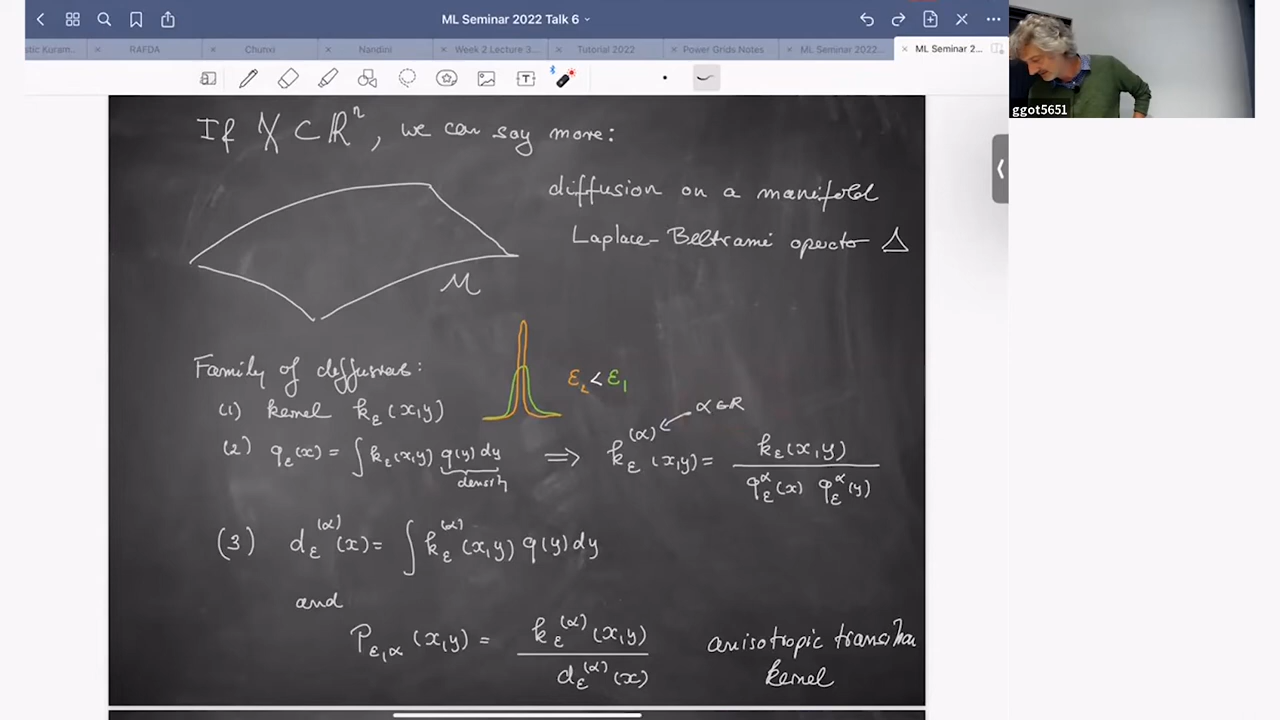 ML Seminar 2022 Talk 6
stic Kuram...
RAFDA
Chunxi
Nandini
Week 2 Lecture 3...
Tutorial 2022
Power Grids Notes
ML Seminar 2022...
ML Seminar 2...
ggot5651
If X ⊂ ℝⁿ, we can say more:
diffusion on a manifold
Laplace-Beltrami operator Δ
M
Family of diffusions:
ε₂ < ε₁
(1) kernel k_ε(x,y)
α∈ℝ
(2) q_ε(x) = ∫ k_ε(x,y) q(y) dy ⟹ k_ε^(α)(x,y) = k_ε(x,y) / q_ε^α(x) q_ε^α(y)
density
(3) d_ε^(α)(x) = ∫ k_ε^(α)(x,y) q(y) dy
and
P_ε,α(x,y) = k_ε^(α)(x,y) / d_ε^(α)(x)
anisotropic transition
kernel